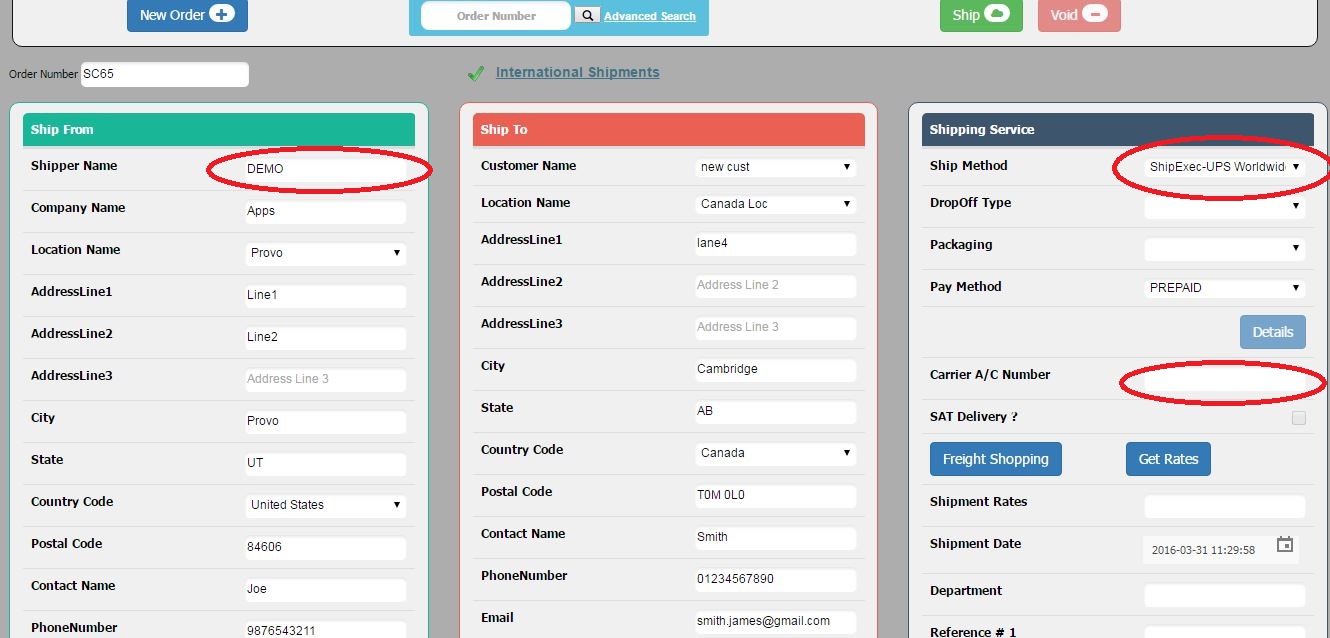 New Order
Order Number
Advanced Search
Ship
Void
Order Number SC65
International Shipments
Ship From
Shipper Name DEMO
Company Name Apps
Location Name Provo
AddressLine1 Line1
AddressLine2 Line2
AddressLine3 Address Line 3
City Provo
State UT
Country Code United States
Postal Code 84606
Contact Name Joe
PhoneNumber 9876543211
Ship To
Customer Name new cust
Location Name Canada Loc
AddressLine1 lane4
AddressLine2 Address Line 2
AddressLine3 Address Line 3
City Cambridge
State AB
Country Code Canada
Postal Code T0M 0L0
Contact Name Smith
PhoneNumber 01234567890
Email smith.james@gmail.com
Shipping Service
Ship Method ShipExec-UPS Worldwide
DropOff Type
Packaging
Pay Method PREPAID
Details
Carrier A/C Number
SAT Delivery ?
Freight Shopping
Get Rates
Shipment Rates
Shipment Date 2016-03-31 11:29:58
Department
Reference # 1